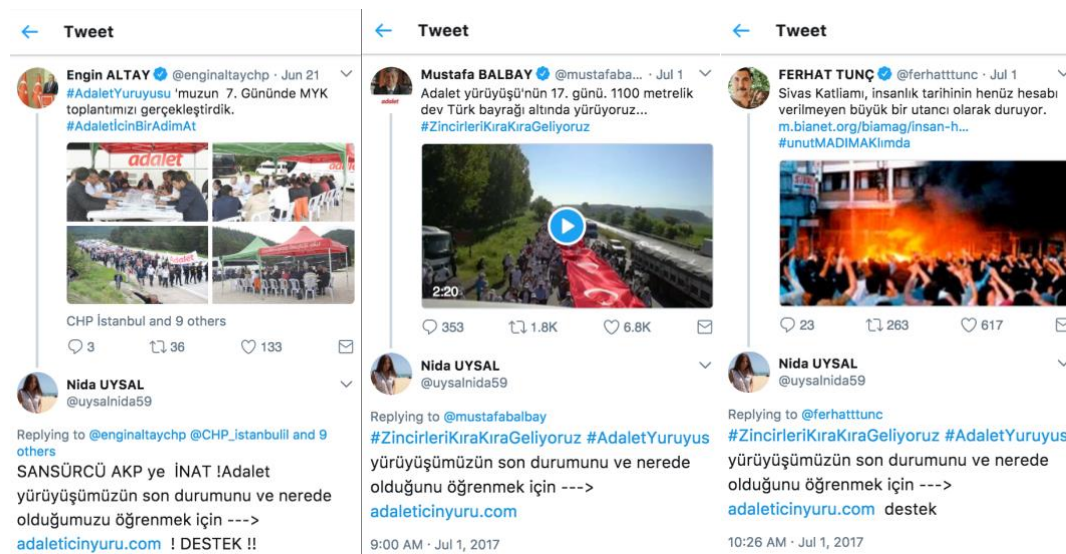 Tweet
Engin ALTAY @enginaltaychp · Jun 21
#AdaletYuruyusu 'muzun 7. Gününde MYK
toplantımızı gerçekleştirdik.
#AdaletİcinBirAdimAt
adalet
adalet
CHP İstanbul and 9 others
3 36 133
Nida UYSAL
@uysalnida59
Replying to @enginaltaychp @CHP_istanbulil and 9
others
SANSÜRCÜ AKP ye İNAT !Adalet
yürüyüşümüzün son durumunu ve nerede
olduğumuzu öğrenmek için --->
adaleticinyuru.com ! DESTEK !!
Tweet
Mustafa BALBAY @mustafaba... · Jul 1
adalet
Adalet yürüyüşü'nün 17. günü. 1100 metrelik
dev Türk bayrağı altında yürüyoruz...
#ZincirleriKıraKıraGeliyoruz
2:20
353 1.8K 6.8K
Nida UYSAL
@uysalnida59
Replying to @mustafabalbay
#ZincirleriKıraKıraGeliyoruz #AdaletYuruyus
yürüyüşümüzün son durumunu ve nerede
olduğunu öğrenmek için --->
adaleticinyuru.com
9:00 AM · Jul 1, 2017
Tweet
FERHAT TUNÇ @ferhatttunc · Jul 1
Sivas Katliamı, insanlık tarihinin henüz hesabı
verilmeyen büyük bir utancı olarak duruyor.
m.bianet.org/biamag/insan-h...
#unutMADIMAKlımda
23 263 617
Nida UYSAL
@uysalnida59
Replying to @ferhatttunc
#ZincirleriKıraKıraGeliyoruz #AdaletYuruyus
yürüyüşümüzün son durumunu ve nerede
olduğunu öğrenmek için --->
adaleticinyuru.com destek
10:26 AM · Jul 1, 2017